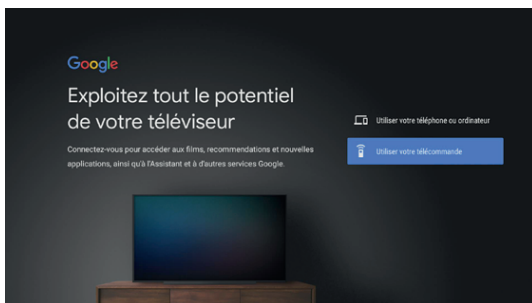 Google
Exploitez tout le potentiel
de votre téléviseur
Connectez-vous pour accéder aux films, recommendations et nouvelles
applications, ainsi qu'à l'Assistant et à d'autres services Google.
Utiliser votre téléphone ou ordinateur
Utiliser votre télécommande